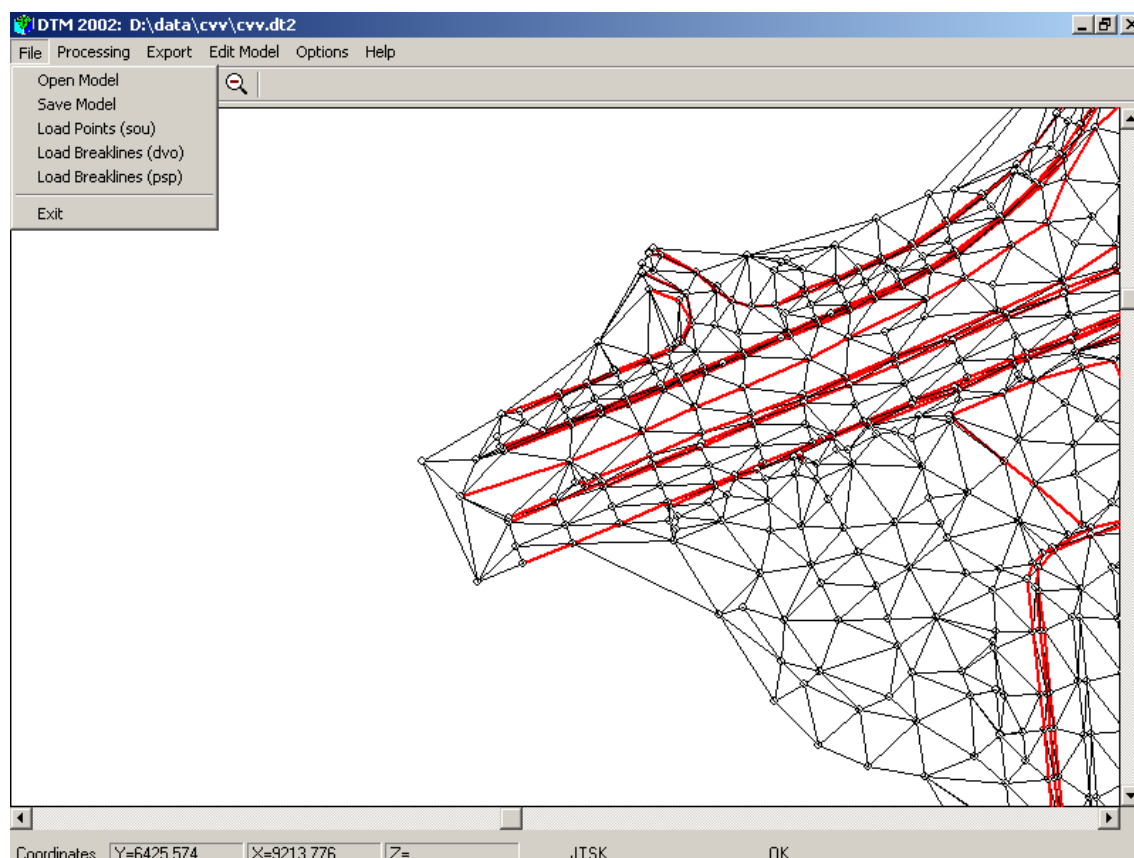 DTM 2002: D:\data\cvv\cvv.dt2
File Processing Export Edit Model Options Help
Open Model
Save Model
Load Points (sou)
Load Breaklines (dvo)
Load Breaklines (psp)
Exit
Coordinates Y=6425.574 X=9213.776 Z= JTSK OK